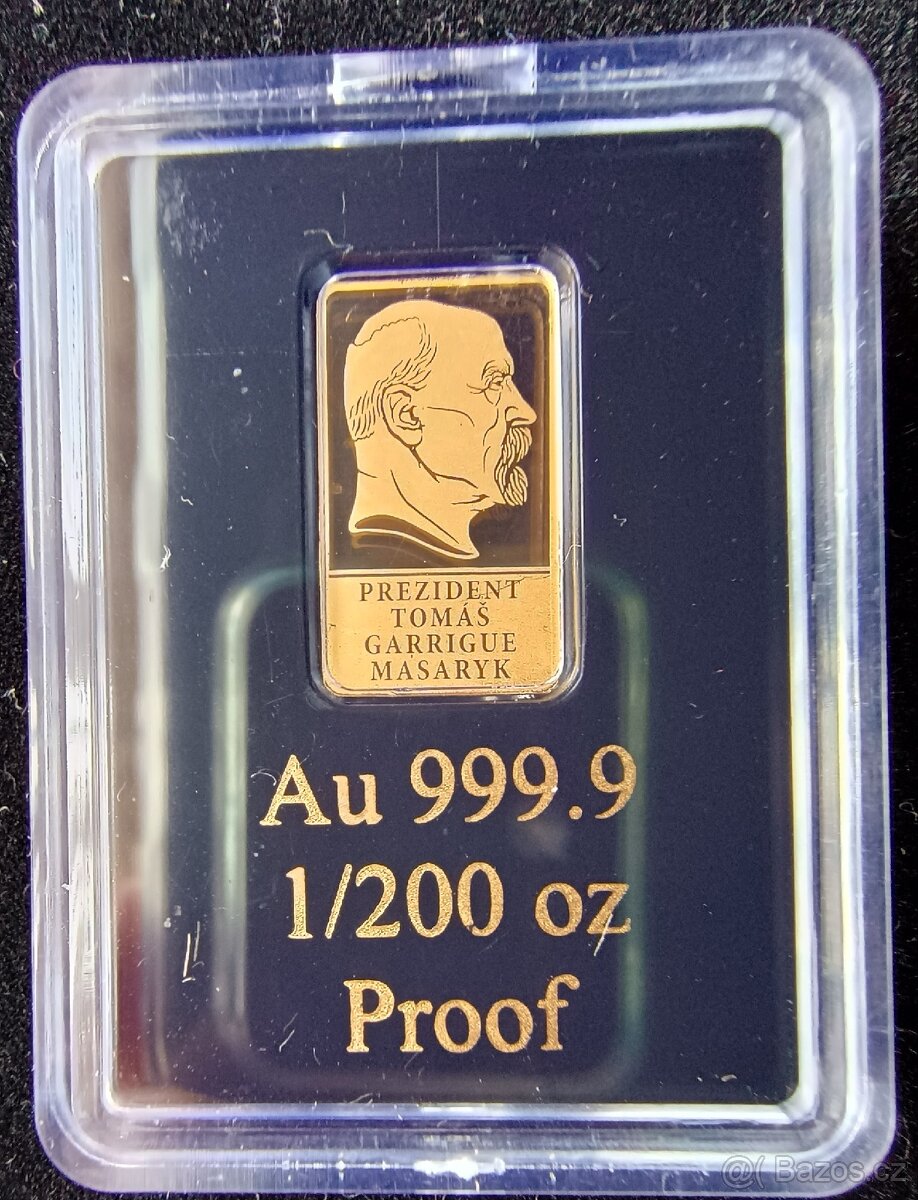 PREZIDENT
TOMÁŠ
GARRIGUE
MASARYK
Au 999.9
1/200 oz
Proof
@( Bazos.cz